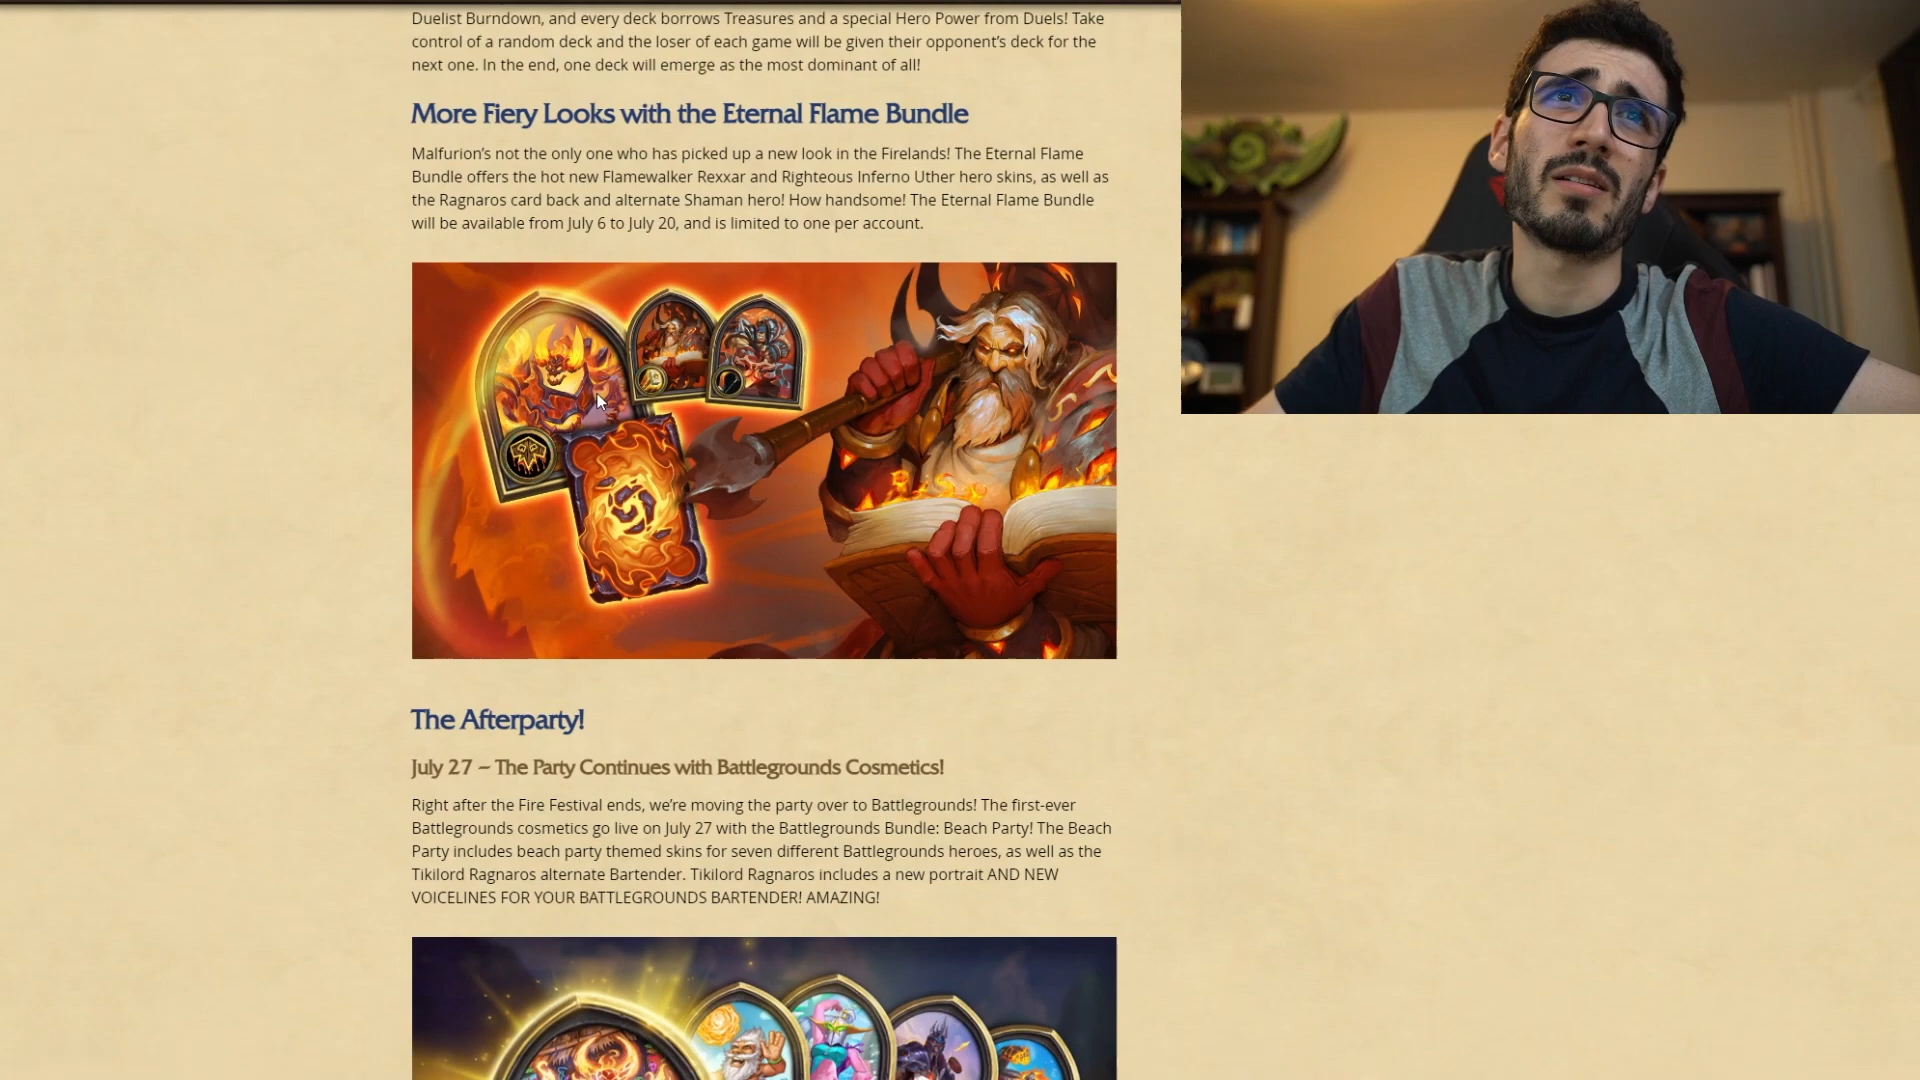 Duelist Burndown, and every deck borrows Treasures and a special Hero Power from Duels! Take
control of a random deck and the loser of each game will be given their opponent’s deck for the
next one. In the end, one deck will emerge as the most dominant of all!
More Fiery Looks with the Eternal Flame Bundle
Malfurion’s not the only one who has picked up a new look in the Firelands! The Eternal Flame
Bundle offers the hot new Flamewalker Rexxar and Righteous Inferno Uther hero skins, as well as
the Ragnaros card back and alternate Shaman hero! How handsome! The Eternal Flame Bundle
will be available from July 6 to July 20, and is limited to one per account.
The Afterparty!
July 27 – The Party Continues with Battlegrounds Cosmetics!
Right after the Fire Festival ends, we’re moving the party over to Battlegrounds! The first-ever
Battlegrounds cosmetics go live on July 27 with the Battlegrounds Bundle: Beach Party! The Beach
Party includes beach party themed skins for seven different Battlegrounds heroes, as well as the
Tikilord Ragnaros alternate Bartender. Tikilord Ragnaros includes a new portrait AND NEW
VOICELINES FOR YOUR BATTLEGROUNDS BARTENDER! AMAZING!